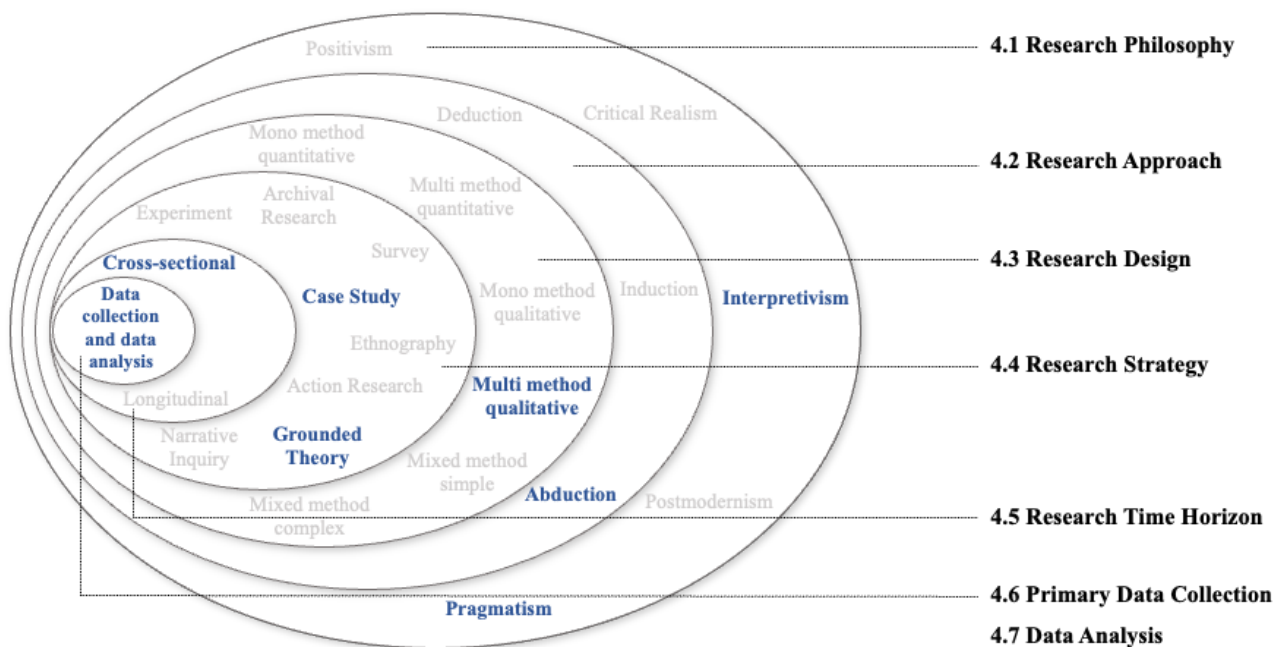 Positivism
4.1 Research Philosophy
Deduction
Critical Realism
Mono method
quantitative
4.2 Research Approach
Multi method
quantitative
Archival
Research
Experiment
Survey
4.3 Research Design
Cross-sectional
Data
collection
and data
analysis
Case Study
Mono method
qualitative
Induction
Interpretivism
Ethnography
4.4 Research Strategy
Action Research
Multi method
qualitative
Longitudinal
Narrative
Inquiry
Grounded
Theory
Mixed method
simple
Abduction
Postmodernism
Mixed method
complex
4.5 Research Time Horizon
4.6 Primary Data Collection
Pragmatism
4.7 Data Analysis